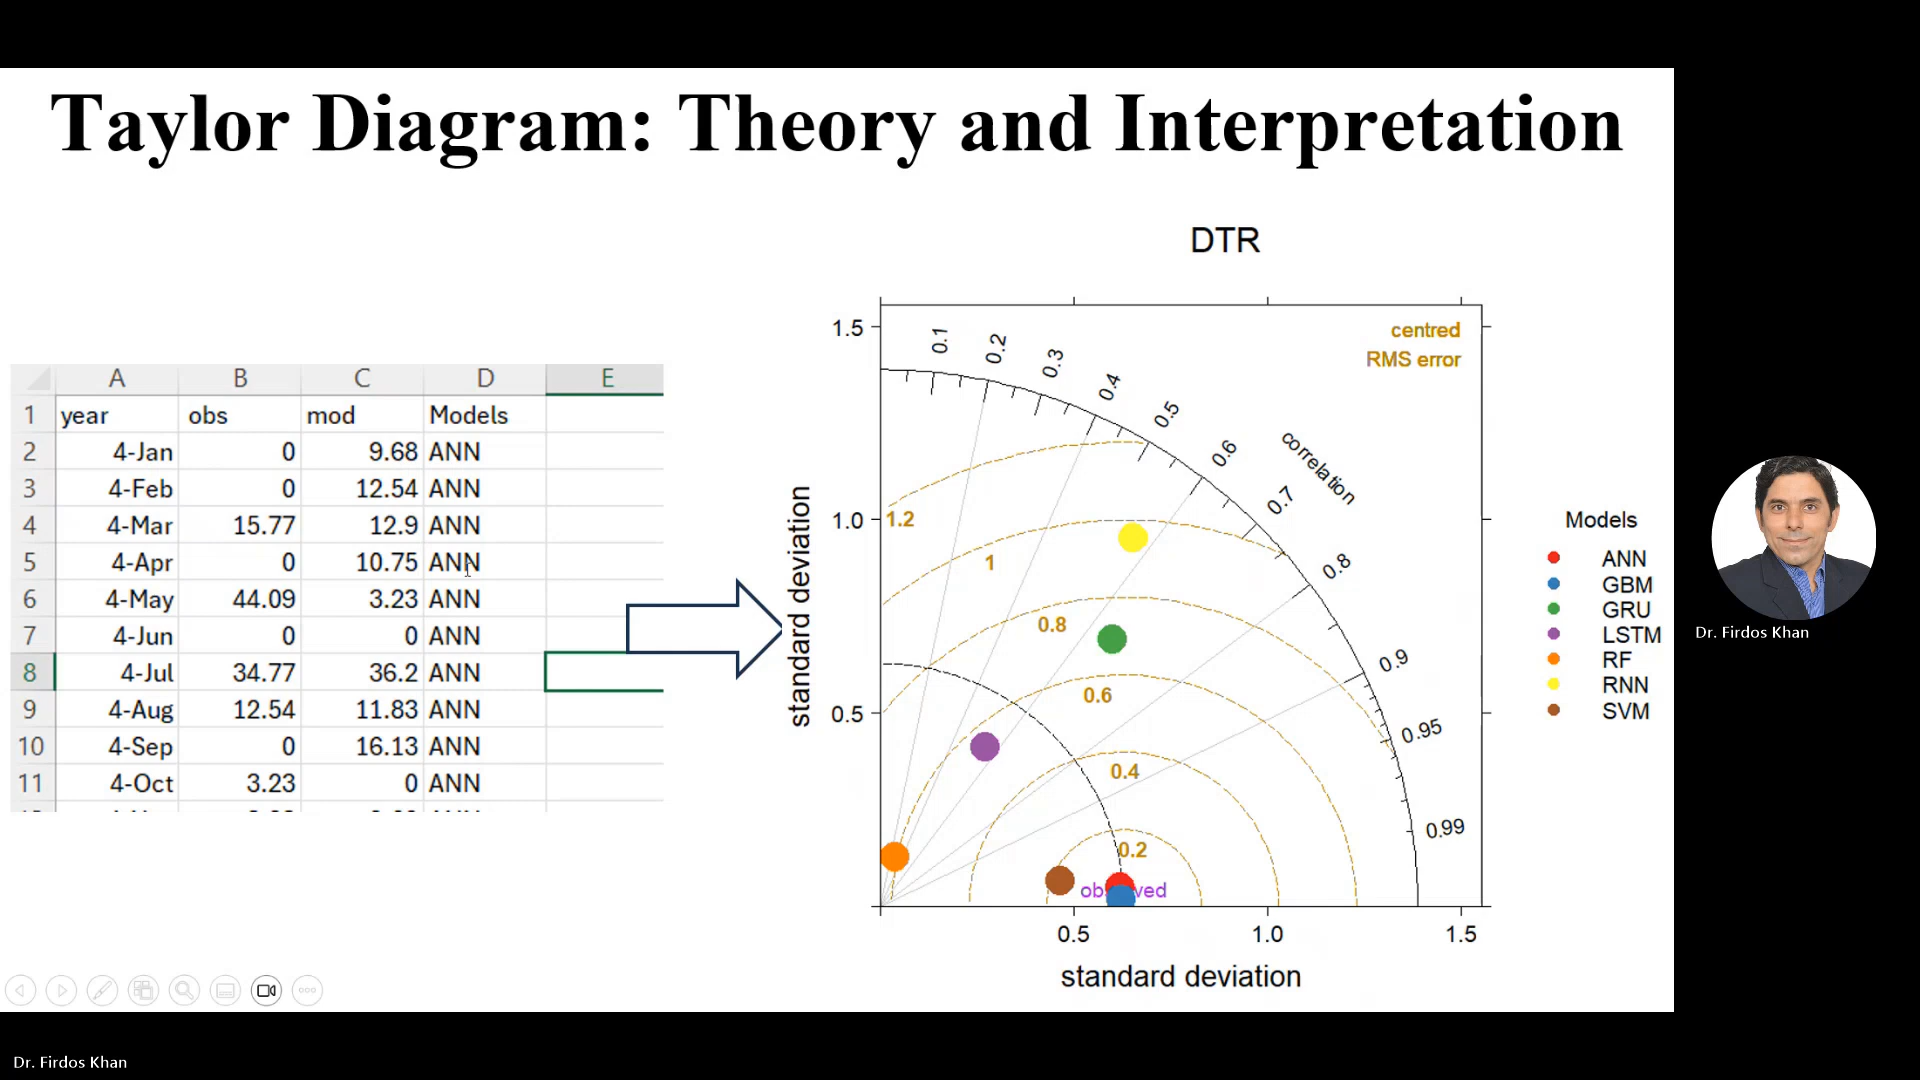 Taylor Diagram: Theory and Interpretation
A B C D E
1 year obs mod Models
2 4-Jan 0 9.68 ANN
3 4-Feb 0 12.54 ANN
4 4-Mar 15.77 12.9 ANN
5 4-Apr 0 10.75 ANN
6 4-May 44.09 3.23 ANN
7 4-Jun 0 0 ANN
8 4-Jul 34.77 36.2 ANN
9 4-Aug 12.54 11.83 ANN
10 4-Sep 0 16.13 ANN
11 4-Oct 3.23 0 ANN
DTR
centred
RMS error
1.5
1.0
0.5
standard deviation
0.1
0.2
0.3
0.4
0.5
0.6
0.7
0.8
0.9
0.95
0.99
correlation
1.2
1
0.8
0.6
0.4
0.2
0.5 1.0 1.5
standard deviation
Models
ANN
GBM
GRU
LSTM
RF
RNN
SVM
Dr. Firdos Khan
Dr. Firdos Khan